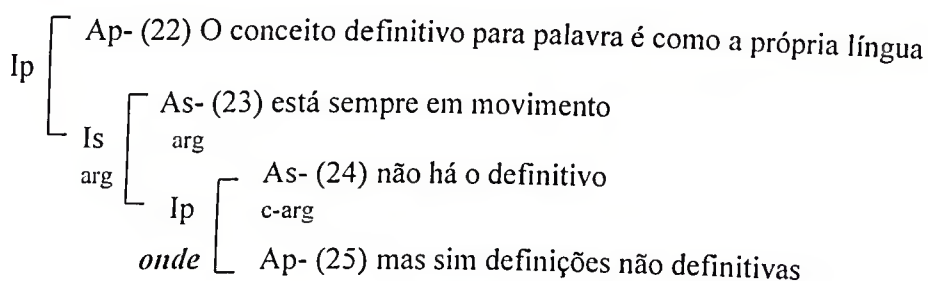 Ap- (22) O conceito definitivo para palavra é como a própria língua
Ip
As- (23) está sempre em movimento
Is arg
arg
As- (24) não há o definitivo
Ip c-arg
onde Ap- (25) mas sim definições não definitivas